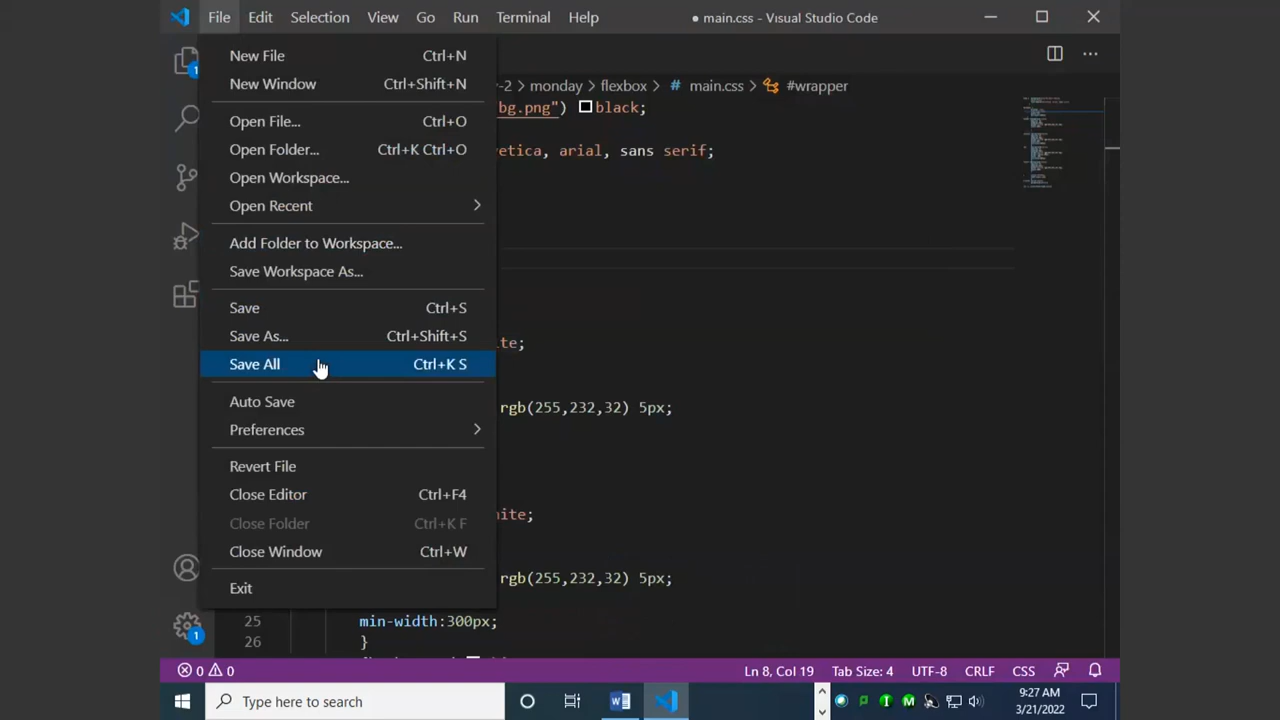 File Edit Selection View Go Run Terminal Help ● main.css - Visual Studio Code
New File Ctrl+N
New Window Ctrl+Shift+N
Open File... Ctrl+O
Open Folder... Ctrl+K Ctrl+O
Open Workspace...
Open Recent
Add Folder to Workspace...
Save Workspace As...
Save Ctrl+S
Save As... Ctrl+Shift+S
Save All Ctrl+K S
Auto Save
Preferences
Revert File
Close Editor Ctrl+F4
Close Folder Ctrl+K F
Close Window Ctrl+W
Exit
1
1
-2 > monday > flexbox > # main.css > #wrapper
bg.png") black;
vetica, arial, sans serif;
ite;
rgb(255,232,32) 5px;
hite;
rgb(255,232,32) 5px;
25 min-width:300px;
26 }
0 0 Ln 8, Col 19 Tab Size: 4 UTF-8 CRLF CSS
Type here to search
9:27 AM
3/21/2022